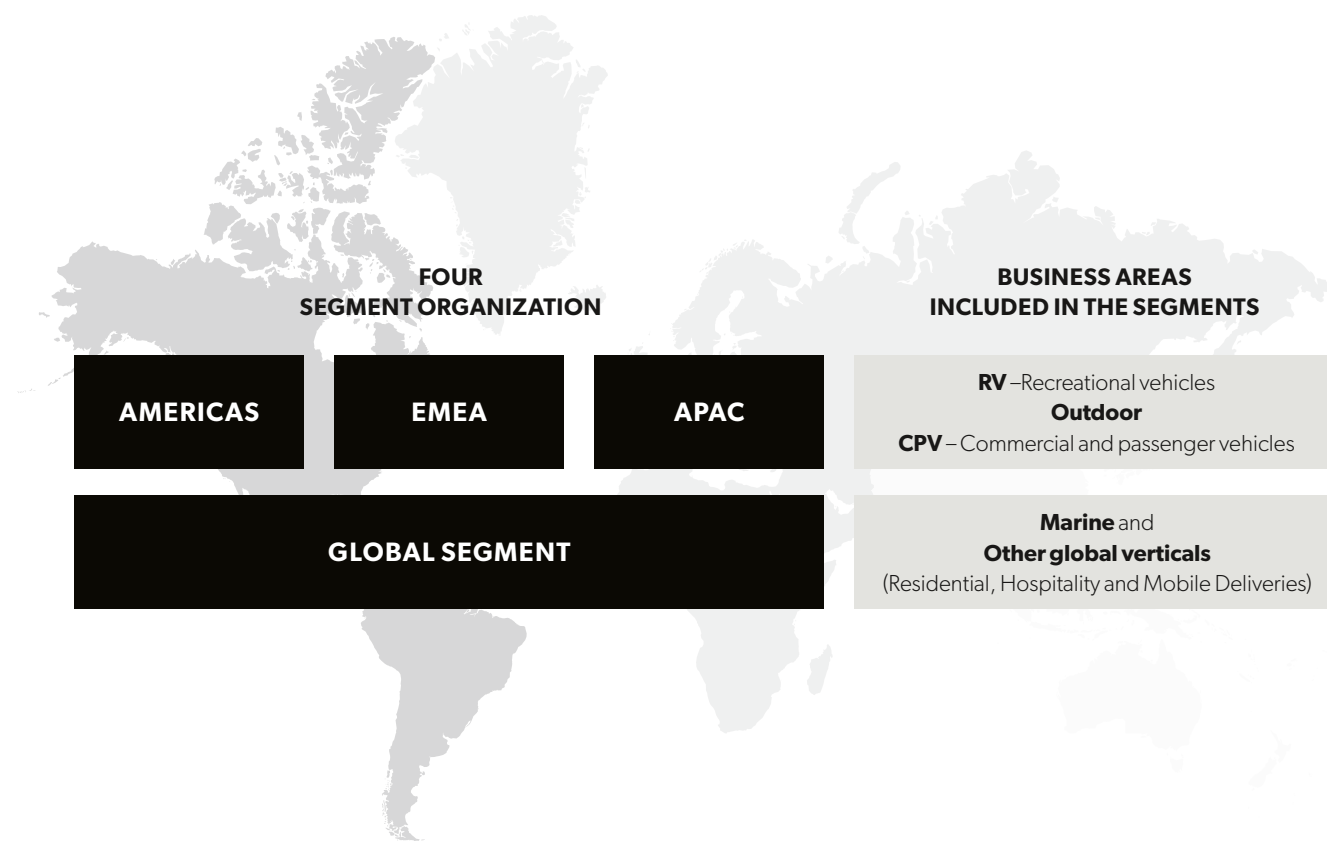 FOUR
SEGMENT ORGANIZATION
BUSINESS AREAS
INCLUDED IN THE SEGMENTS
AMERICAS
EMEA
APAC
RV –Recreational vehicles
Outdoor
CPV – Commercial and passenger vehicles
GLOBAL SEGMENT
Marine and
Other global verticals
(Residential, Hospitality and Mobile Deliveries)